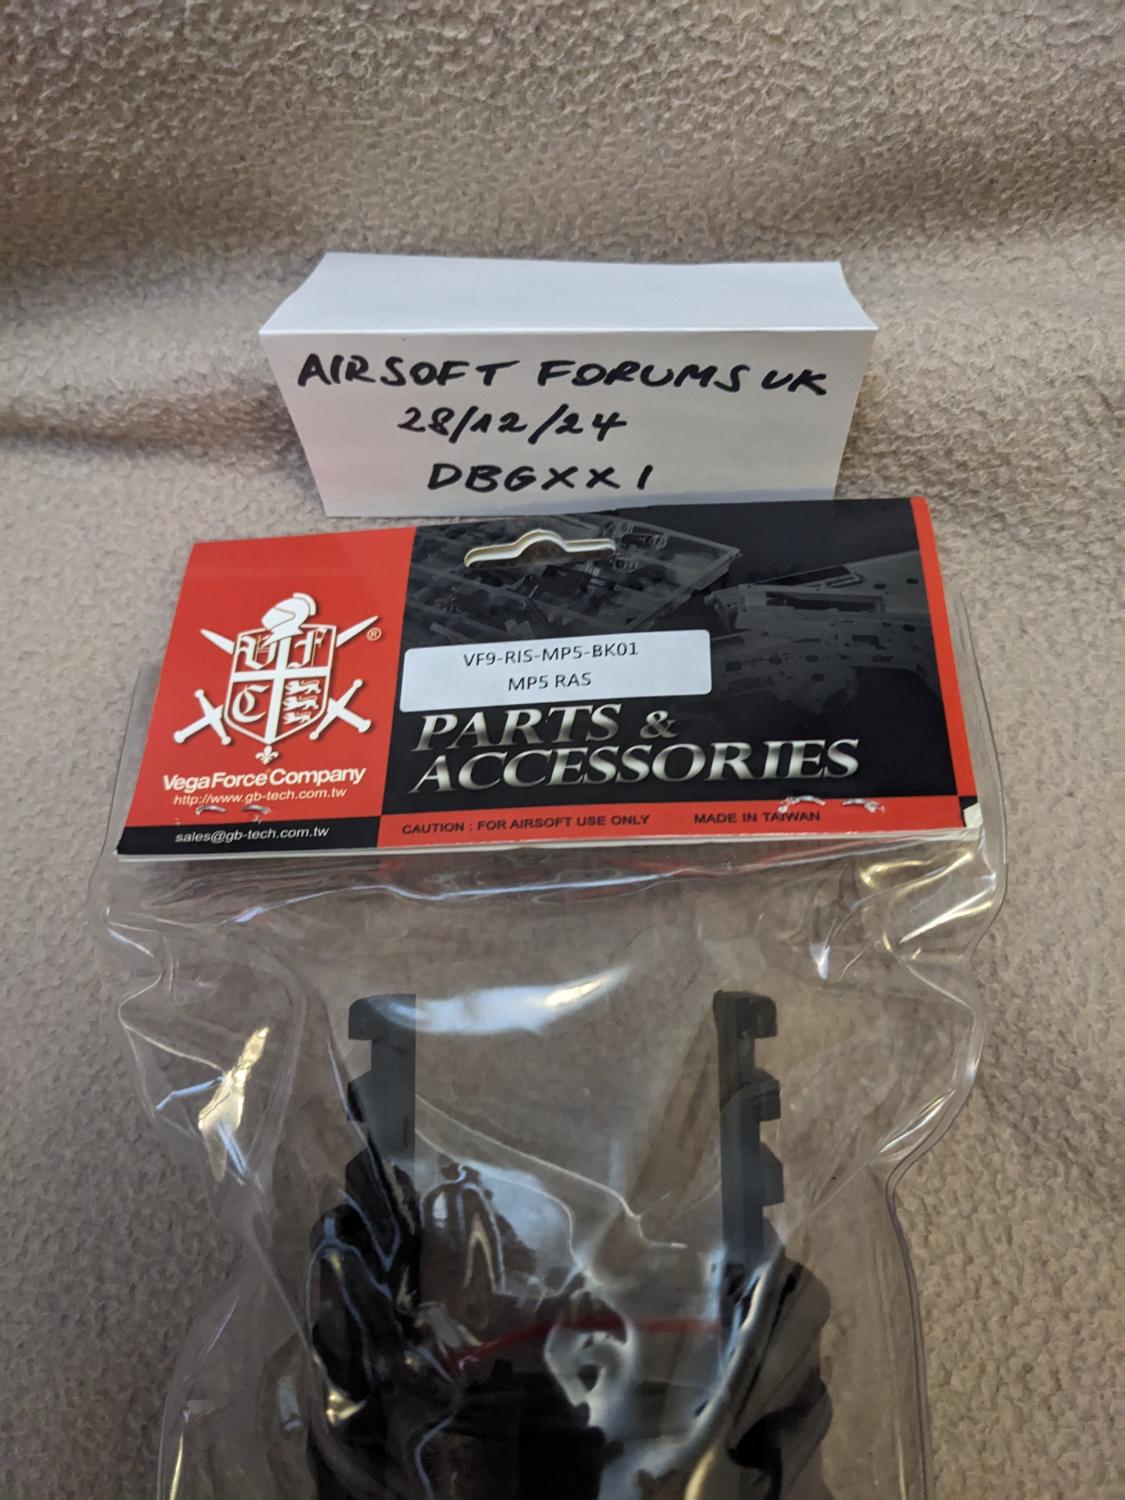 AIRSOFT FORUMS UK
28/12/24
DBGXX1
VF
C
®
VegaForceCompany
http://www.gb-tech.com.tw
sales@gb-tech.com.tw
VF9-RIS-MP5-BK01
MP5 RAS
PARTS &
ACCESSORIES
CAUTION : FOR AIRSOFT USE ONLY MADE IN TAIWAN